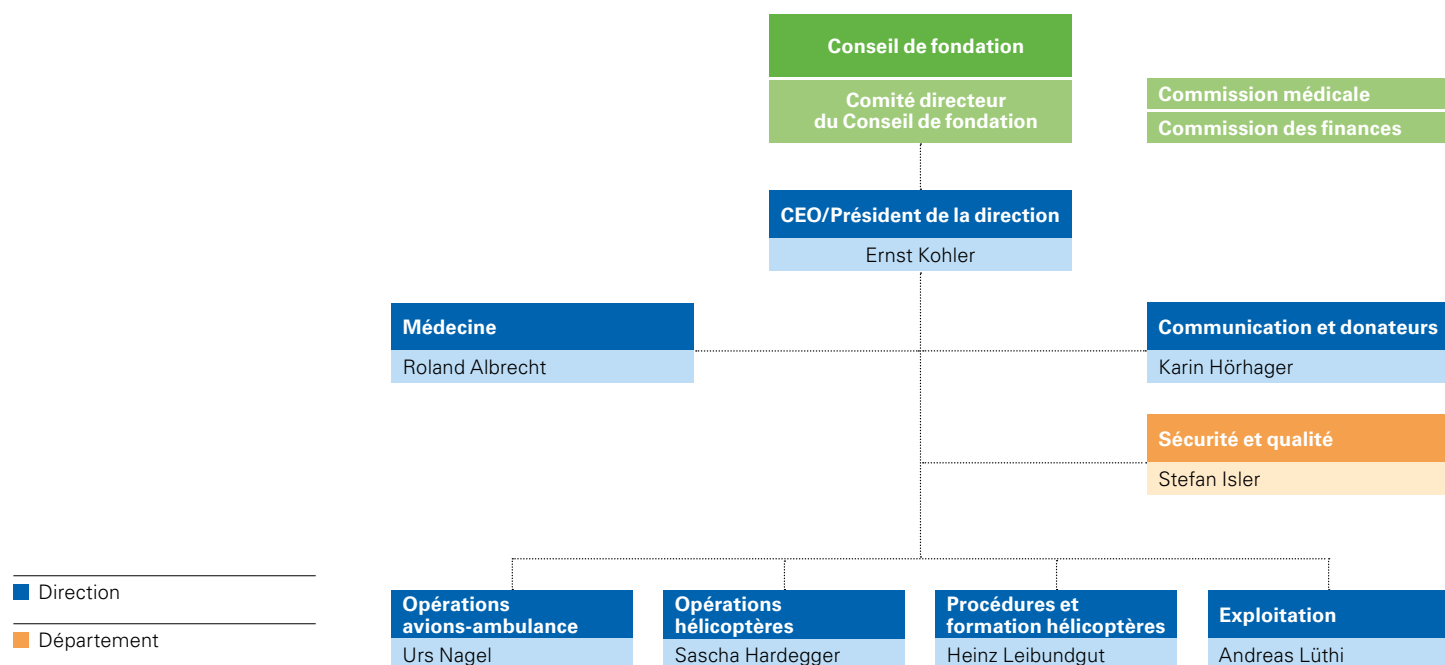 Conseil de fondation
Comité directeur
du Conseil de fondation
Commission médicale
Commission des finances
CEO/Président de la direction
Ernst Kohler
Médecine
Roland Albrecht
Communication et donateurs
Karin Hörhager
Sécurité et qualité
Stefan Isler
Direction
Département
Opérations
avions-ambulance
Urs Nagel
Opérations
hélicoptères
Sascha Hardegger
Procédures et
formation hélicoptères
Heinz Leibundgut
Exploitation
Andreas Lüthi